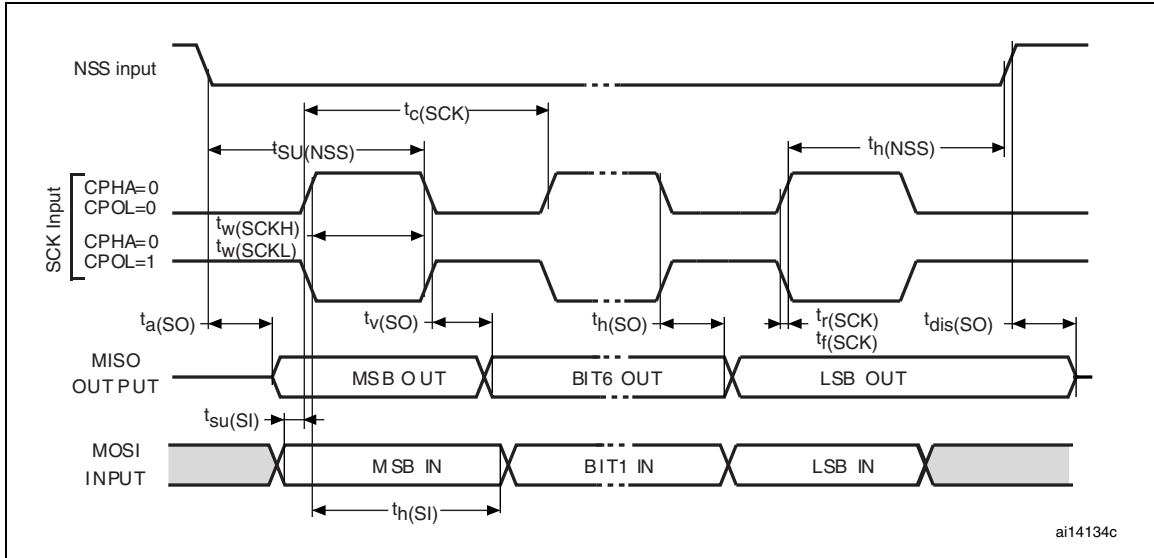 NSS input
tc(SCK)
tSU(NSS)
th(NSS)
SCK Input
CPHA=0
CPOL=0
tw(SCKH)
CPHA=0
tw(SCKL)
CPOL=1
ta(SO)
tv(SO)
th(SO)
tr(SCK)
tf(SCK)
tdis(SO)
MISO
OUTPUT
MSB OUT
BIT6 OUT
LSB OUT
tsu(SI)
MOSI
INPUT
MSB IN
BIT1 IN
LSB IN
th(SI)
ai14134c